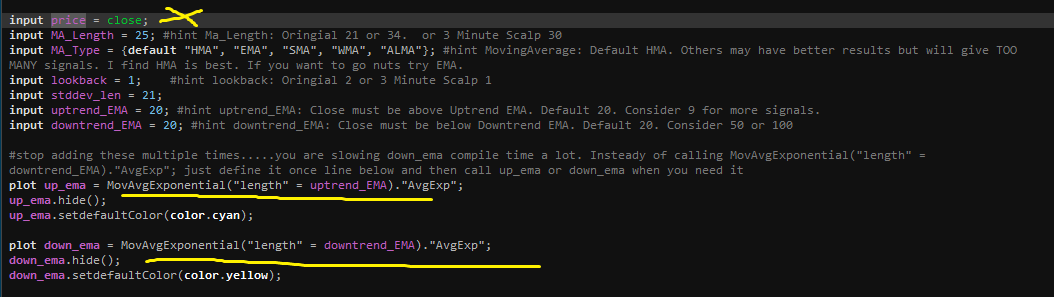 input price = close;
input MA_Length = 25; #hint Ma_Length: Oringial 21 or 34.  or 3 Minute Scalp 30
input MA_Type = {default "HMA", "EMA", "SMA", "WMA", "ALMA"}; #hint MovingAverage: Default HMA. Others may have better results but will give TOO
MANY signals. I find HMA is best. If you want to go nuts try EMA.
input lookback = 1;    #hint lookback: Oringial 2 or 3 Minute Scalp 1
input stddev_len = 21;
input uptrend_EMA = 20; #hint uptrend_EMA: Close must be above Uptrend EMA. Default 20. Consider 9 for more signals.
input downtrend_EMA = 20; #hint downtrend_EMA: Close must be below Downtrend EMA. Default 20. Consider 50 or 100
#stop adding these multiple times.....you are slowing down_ema compile time a lot. Insteady of calling MovAvgExponential("length" =
downtrend_EMA)."AvgExp"; just define it once line below and then call up_ema or down_ema when you need it
plot up_ema = MovAvgExponential("length" = uptrend_EMA)."AvgExp";
up_ema.hide();
up_ema.setdefaultColor(color.cyan);
plot down_ema = MovAvgExponential("length" = downtrend_EMA)."AvgExp";
down_ema.hide();
down_ema.setdefaultColor(color.yellow);